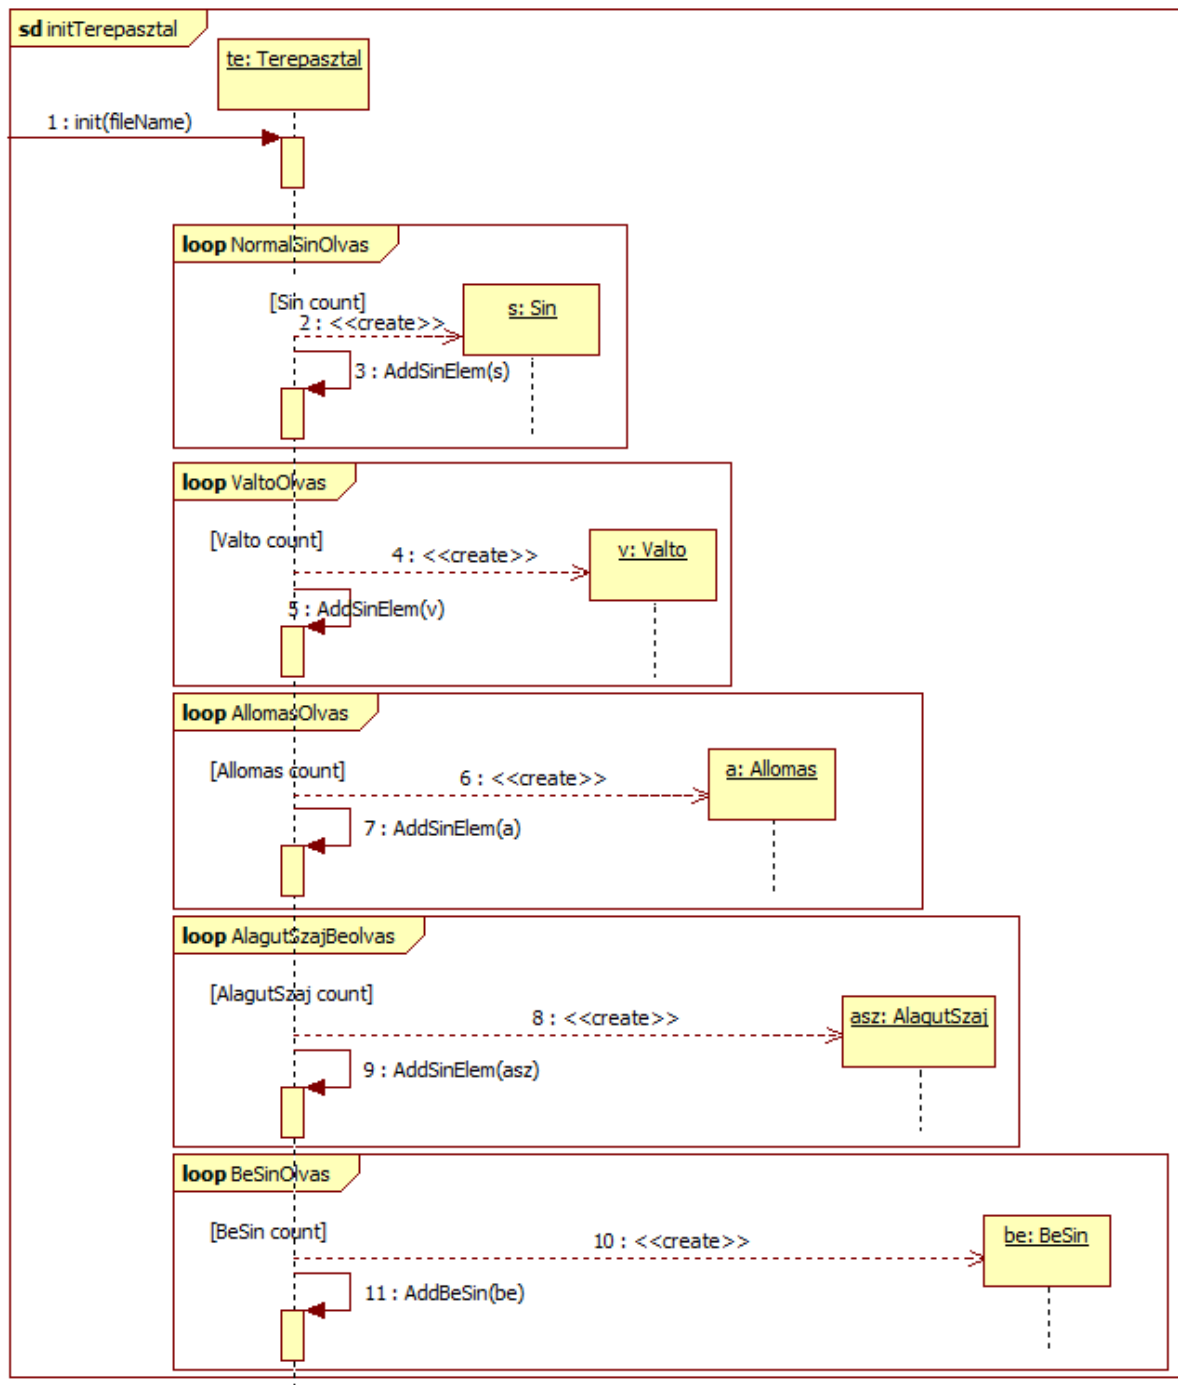 sd initTerepasztal
te: Terepasztal
1 : init(fileName)
loop NormalSinOlvas
[Sin count]
s: Sin
2 : <<create>>
3 : AddSinElem(s)
loop ValtoOlvas
[Valto count]
v: Valto
4 : <<create>>
5 : AddSinElem(v)
loop AllomasOlvas
[Allomas count]
a: Allomas
6 : <<create>>
7 : AddSinElem(a)
loop AlagutSzajBeolvas
[AlagutSzaj count]
asz: AlagutSzaj
8 : <<create>>
9 : AddSinElem(asz)
loop BeSinOlvas
[BeSin count]
be: BeSin
10 : <<create>>
11 : AddBeSin(be)